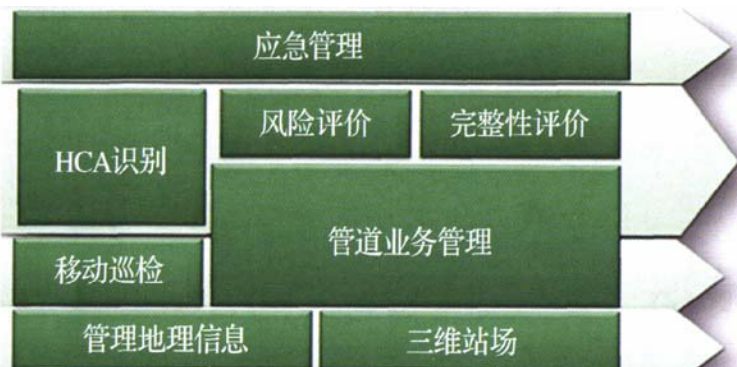 应急管理
HCA识别
风险评价
完整性评价
管道业务管理
移动巡检
管理地理信息
三维站场